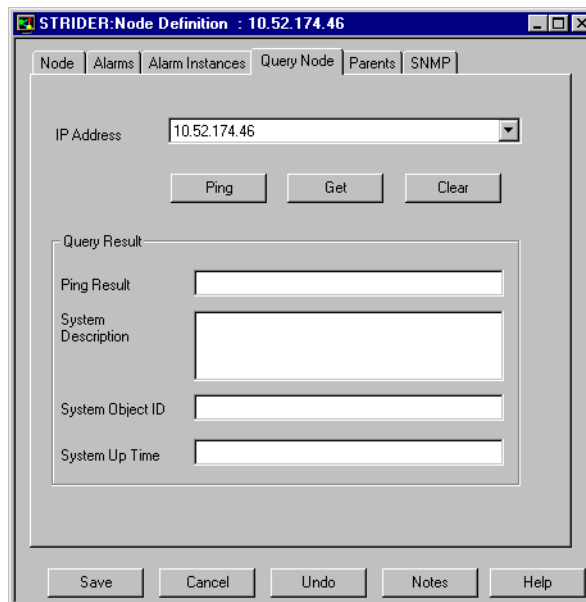 STRIDER:Node Definition : 10.52.174.46
Node Alarms Alarm Instances Query Node Parents SNMP
IP Address 10.52.174.46
Ping Get Clear
Query Result
Ping Result
System
Description
System Object ID
System Up Time
Save Cancel Undo Notes Help